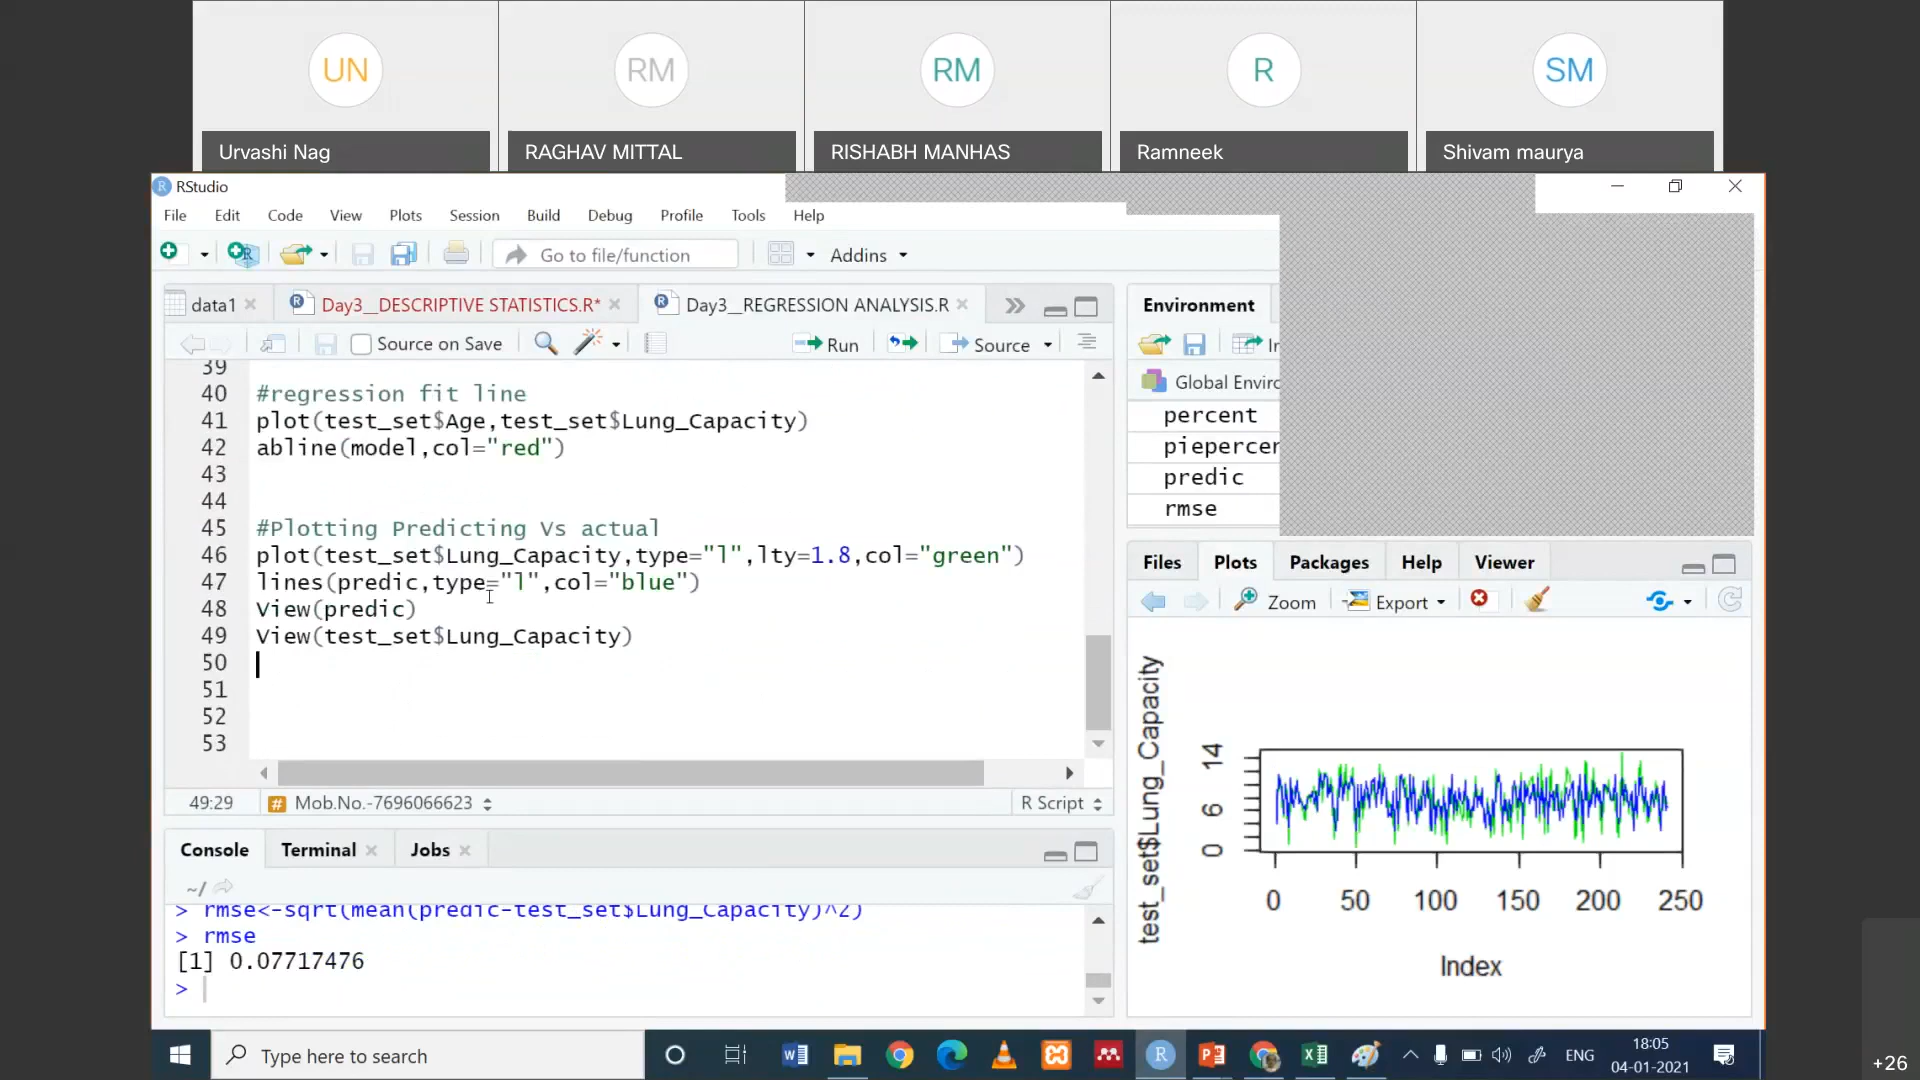 UN
RM
RM
R
SM
Urvashi Nag
RAGHAV MITTAL
RISHABH MANHAS
Ramneek
Shivam maurya
R RStudio
File Edit Code View Plots Session Build Debug Profile Tools Help
Go to file/function
Addins
data1
Day3__DESCRIPTIVE STATISTICS.R*
Day3__REGRESSION ANALYSIS.R
Source on Save
Run
Source
39
40 #regression fit line
41 plot(test_set$Age,test_set$Lung_Capacity)
42 abline(model,col="red")
43
44
45 #Plotting Predicting Vs actual
46 plot(test_set$Lung_Capacity,type="l",lty=1.8,col="green")
47 lines(predic,type="l",col="blue")
48 View(predic)
49 View(test_set$Lung_Capacity)
50
51
52
53
49:29
# Mob.No.-7696066623
R Script
Console Terminal Jobs
~/
> rmse<-sqrt(mean(predic-test_set$Lung_Capacity)^2)
> rmse
[1] 0.07717476
>
Environment
Global Enviro
percent
piepercen
predic
rmse
Files Plots Packages Help Viewer
Zoom
Export
test_set$Lung_Capacity
14
6
0
0 50 100 150 200 250
Index
Type here to search
ENG
18:05
04-01-2021
+26